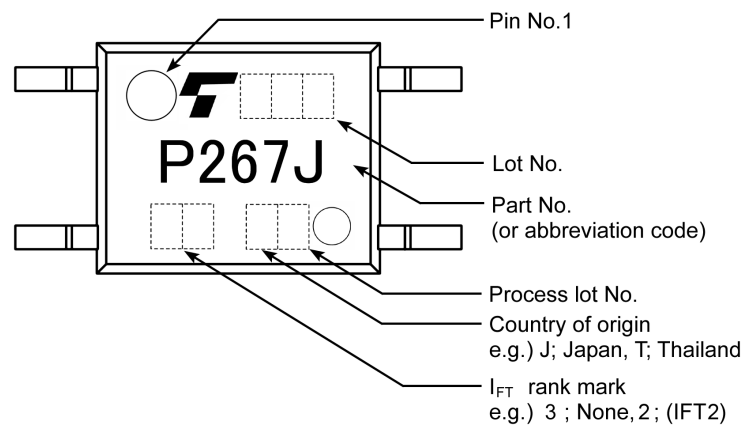 Pin No.1
P267J
Lot No.
Part No.
(or abbreviation code)
Process lot No.
Country of origin
e.g.) J; Japan, T; Thailand
IFT rank mark
e.g.) 3 ; None, 2 ; (IFT2)